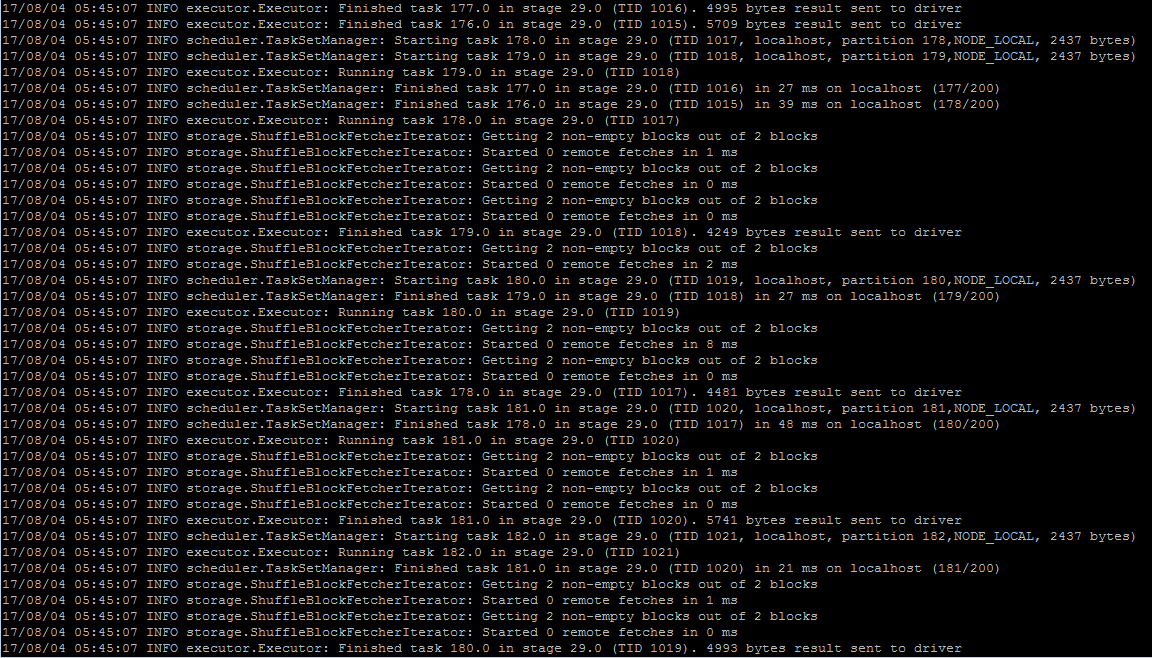 17/08/04 05:45:07 INFO executor.Executor: Finished task 177.0 in stage 29.0 (TID 1016). 4995 bytes result sent to driver
17/08/04 05:45:07 INFO executor.Executor: Finished task 176.0 in stage 29.0 (TID 1015). 5709 bytes result sent to driver
17/08/04 05:45:07 INFO scheduler.TaskSetManager: Starting task 178.0 in stage 29.0 (TID 1017, localhost, partition 178,NODE_LOCAL, 2437 bytes)
17/08/04 05:45:07 INFO scheduler.TaskSetManager: Starting task 179.0 in stage 29.0 (TID 1018, localhost, partition 179,NODE_LOCAL, 2437 bytes)
17/08/04 05:45:07 INFO executor.Executor: Running task 179.0 in stage 29.0 (TID 1018)
17/08/04 05:45:07 INFO scheduler.TaskSetManager: Finished task 177.0 in stage 29.0 (TID 1016) in 27 ms on localhost (177/200)
17/08/04 05:45:07 INFO scheduler.TaskSetManager: Finished task 176.0 in stage 29.0 (TID 1015) in 39 ms on localhost (178/200)
17/08/04 05:45:07 INFO executor.Executor: Running task 178.0 in stage 29.0 (TID 1017)
17/08/04 05:45:07 INFO storage.ShuffleBlockFetcherIterator: Getting 2 non-empty blocks out of 2 blocks
17/08/04 05:45:07 INFO storage.ShuffleBlockFetcherIterator: Started 0 remote fetches in 1 ms
17/08/04 05:45:07 INFO storage.ShuffleBlockFetcherIterator: Getting 2 non-empty blocks out of 2 blocks
17/08/04 05:45:07 INFO storage.ShuffleBlockFetcherIterator: Started 0 remote fetches in 0 ms
17/08/04 05:45:07 INFO storage.ShuffleBlockFetcherIterator: Getting 2 non-empty blocks out of 2 blocks
17/08/04 05:45:07 INFO storage.ShuffleBlockFetcherIterator: Started 0 remote fetches in 0 ms
17/08/04 05:45:07 INFO executor.Executor: Finished task 179.0 in stage 29.0 (TID 1018). 4249 bytes result sent to driver
17/08/04 05:45:07 INFO storage.ShuffleBlockFetcherIterator: Getting 2 non-empty blocks out of 2 blocks
17/08/04 05:45:07 INFO storage.ShuffleBlockFetcherIterator: Started 0 remote fetches in 2 ms
17/08/04 05:45:07 INFO scheduler.TaskSetManager: Starting task 180.0 in stage 29.0 (TID 1019, localhost, partition 180,NODE_LOCAL, 2437 bytes)
17/08/04 05:45:07 INFO scheduler.TaskSetManager: Finished task 179.0 in stage 29.0 (TID 1018) in 27 ms on localhost (179/200)
17/08/04 05:45:07 INFO executor.Executor: Running task 180.0 in stage 29.0 (TID 1019)
17/08/04 05:45:07 INFO storage.ShuffleBlockFetcherIterator: Getting 2 non-empty blocks out of 2 blocks
17/08/04 05:45:07 INFO storage.ShuffleBlockFetcherIterator: Started 0 remote fetches in 8 ms
17/08/04 05:45:07 INFO storage.ShuffleBlockFetcherIterator: Getting 2 non-empty blocks out of 2 blocks
17/08/04 05:45:07 INFO storage.ShuffleBlockFetcherIterator: Started 0 remote fetches in 0 ms
17/08/04 05:45:07 INFO executor.Executor: Finished task 178.0 in stage 29.0 (TID 1017). 4481 bytes result sent to driver
17/08/04 05:45:07 INFO scheduler.TaskSetManager: Starting task 181.0 in stage 29.0 (TID 1020, localhost, partition 181,NODE_LOCAL, 2437 bytes)
17/08/04 05:45:07 INFO scheduler.TaskSetManager: Finished task 178.0 in stage 29.0 (TID 1017) in 48 ms on localhost (180/200)
17/08/04 05:45:07 INFO executor.Executor: Running task 181.0 in stage 29.0 (TID 1020)
17/08/04 05:45:07 INFO storage.ShuffleBlockFetcherIterator: Getting 2 non-empty blocks out of 2 blocks
17/08/04 05:45:07 INFO storage.ShuffleBlockFetcherIterator: Started 0 remote fetches in 1 ms
17/08/04 05:45:07 INFO storage.ShuffleBlockFetcherIterator: Getting 2 non-empty blocks out of 2 blocks
17/08/04 05:45:07 INFO storage.ShuffleBlockFetcherIterator: Started 0 remote fetches in 0 ms
17/08/04 05:45:07 INFO executor.Executor: Finished task 181.0 in stage 29.0 (TID 1020). 5741 bytes result sent to driver
17/08/04 05:45:07 INFO scheduler.TaskSetManager: Starting task 182.0 in stage 29.0 (TID 1021, localhost, partition 182,NODE_LOCAL, 2437 bytes)
17/08/04 05:45:07 INFO executor.Executor: Running task 182.0 in stage 29.0 (TID 1021)
17/08/04 05:45:07 INFO scheduler.TaskSetManager: Finished task 181.0 in stage 29.0 (TID 1020) in 21 ms on localhost (181/200)
17/08/04 05:45:07 INFO storage.ShuffleBlockFetcherIterator: Getting 2 non-empty blocks out of 2 blocks
17/08/04 05:45:07 INFO storage.ShuffleBlockFetcherIterator: Started 0 remote fetches in 1 ms
17/08/04 05:45:07 INFO storage.ShuffleBlockFetcherIterator: Getting 2 non-empty blocks out of 2 blocks
17/08/04 05:45:07 INFO storage.ShuffleBlockFetcherIterator: Started 0 remote fetches in 0 ms
17/08/04 05:45:07 INFO executor.Executor: Finished task 180.0 in stage 29.0 (TID 1019). 4993 bytes result sent to driver